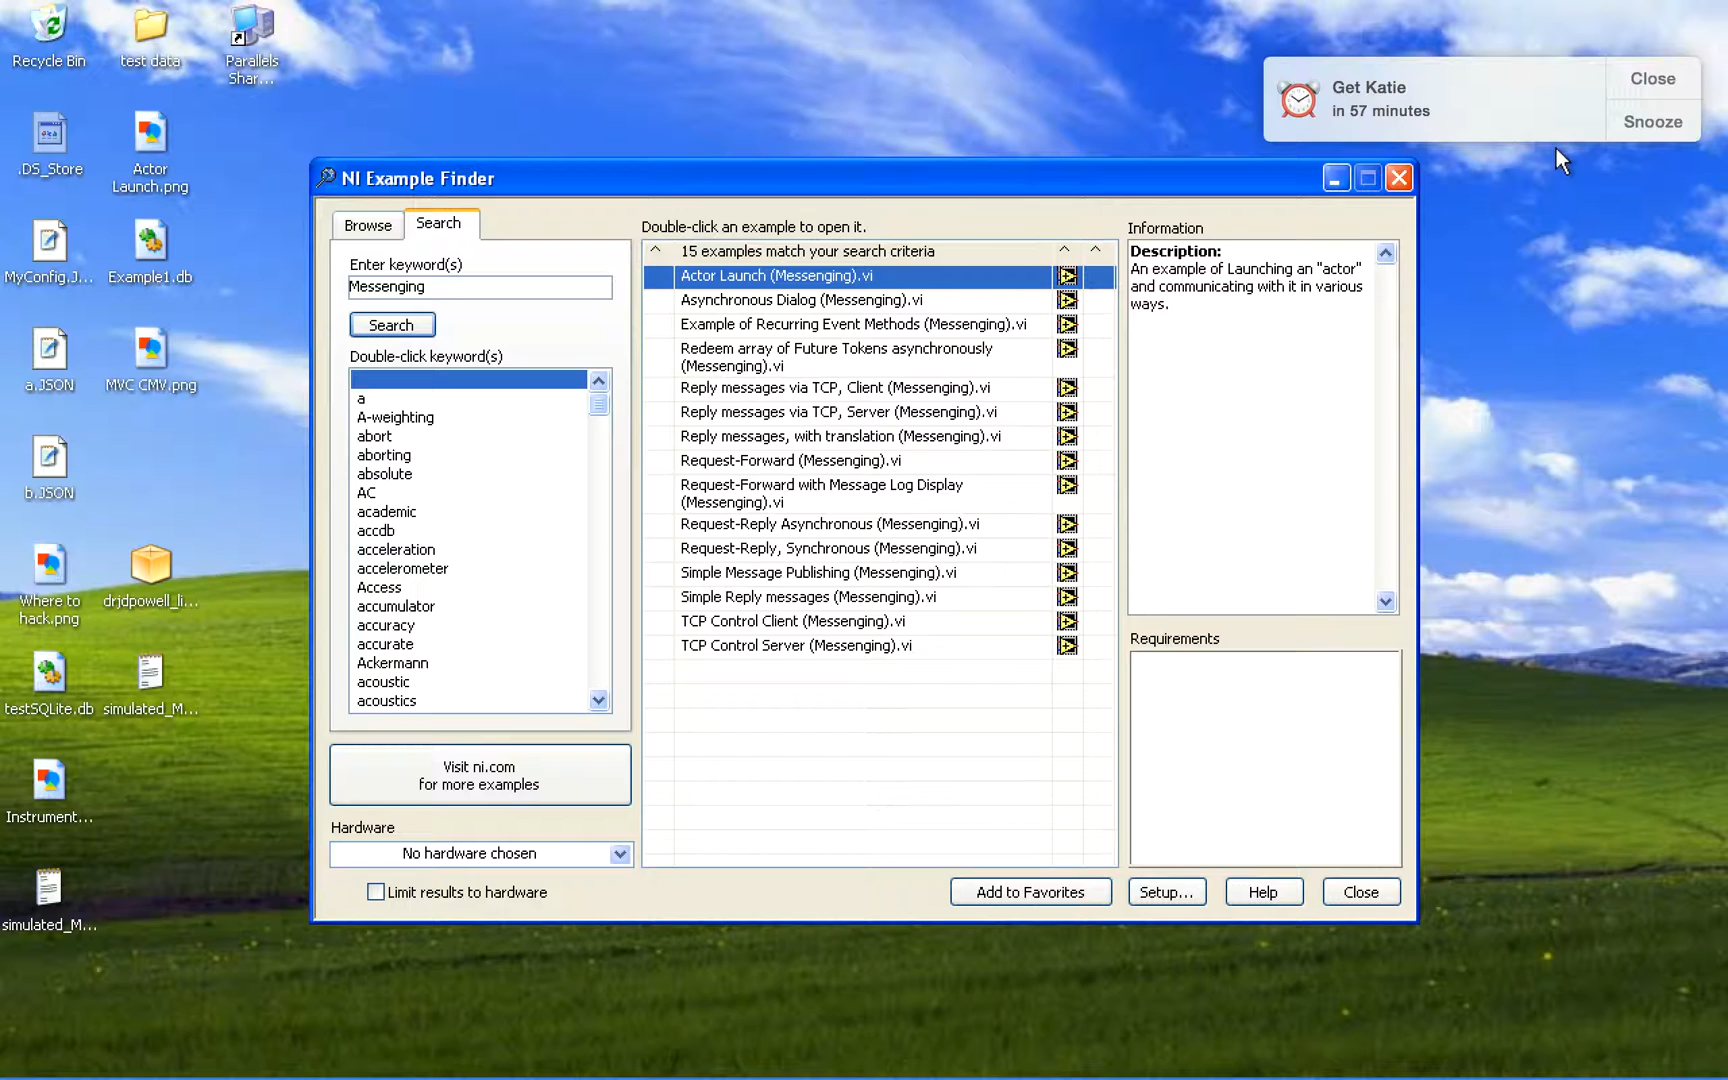 Recycle Bin
test data
Parallels
Shar...
.DS_Store
Actor
Launch.png
MyConfig.J...
Example1.db
a.JSON
MVC CMV.png
b.JSON
Where to
hack.png
drjdpowell_li...
testSQLite.db
simulated_M...
Instrument...
simulated_M...
Get Katie
in 57 minutes
Close
Snooze
NI Example Finder
Browse
Search
Enter keyword(s)
Messenging
Search
Double-click keyword(s)
a
A-weighting
abort
aborting
absolute
AC
academic
accdb
acceleration
accelerometer
Access
accumulator
accuracy
accurate
Ackermann
acoustic
acoustics
Visit ni.com
for more examples
Hardware
No hardware chosen
Limit results to hardware
Double-click an example to open it.
15 examples match your search criteria
Actor Launch (Messenging).vi
Asynchronous Dialog (Messenging).vi
Example of Recurring Event Methods (Messenging).vi
Redeem array of Future Tokens asynchronously
(Messenging).vi
Reply messages via TCP, Client (Messenging).vi
Reply messages via TCP, Server (Messenging).vi
Reply messages, with translation (Messenging).vi
Request-Forward (Messenging).vi
Request-Forward with Message Log Display
(Messenging).vi
Request-Reply Asynchronous (Messenging).vi
Request-Reply, Synchronous (Messenging).vi
Simple Message Publishing (Messenging).vi
Simple Reply messages (Messenging).vi
TCP Control Client (Messenging).vi
TCP Control Server (Messenging).vi
Information
Description:
An example of Launching an "actor"
and communicating with it in various
ways.
Requirements
Add to Favorites
Setup...
Help
Close